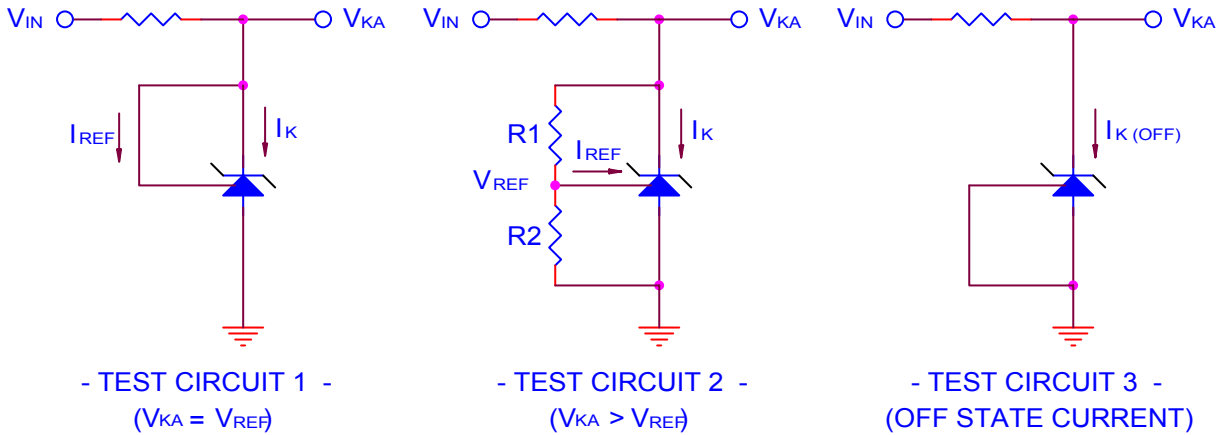 VIN VKA VIN VKA VIN VKA
IREF IK R1 IREF IK IK (OFF)
VREF
R2
- TEST CIRCUIT 1 - - TEST CIRCUIT 2 - - TEST CIRCUIT 3 -
(VKA = VREF) (VKA > VREF) (OFF STATE CURRENT)